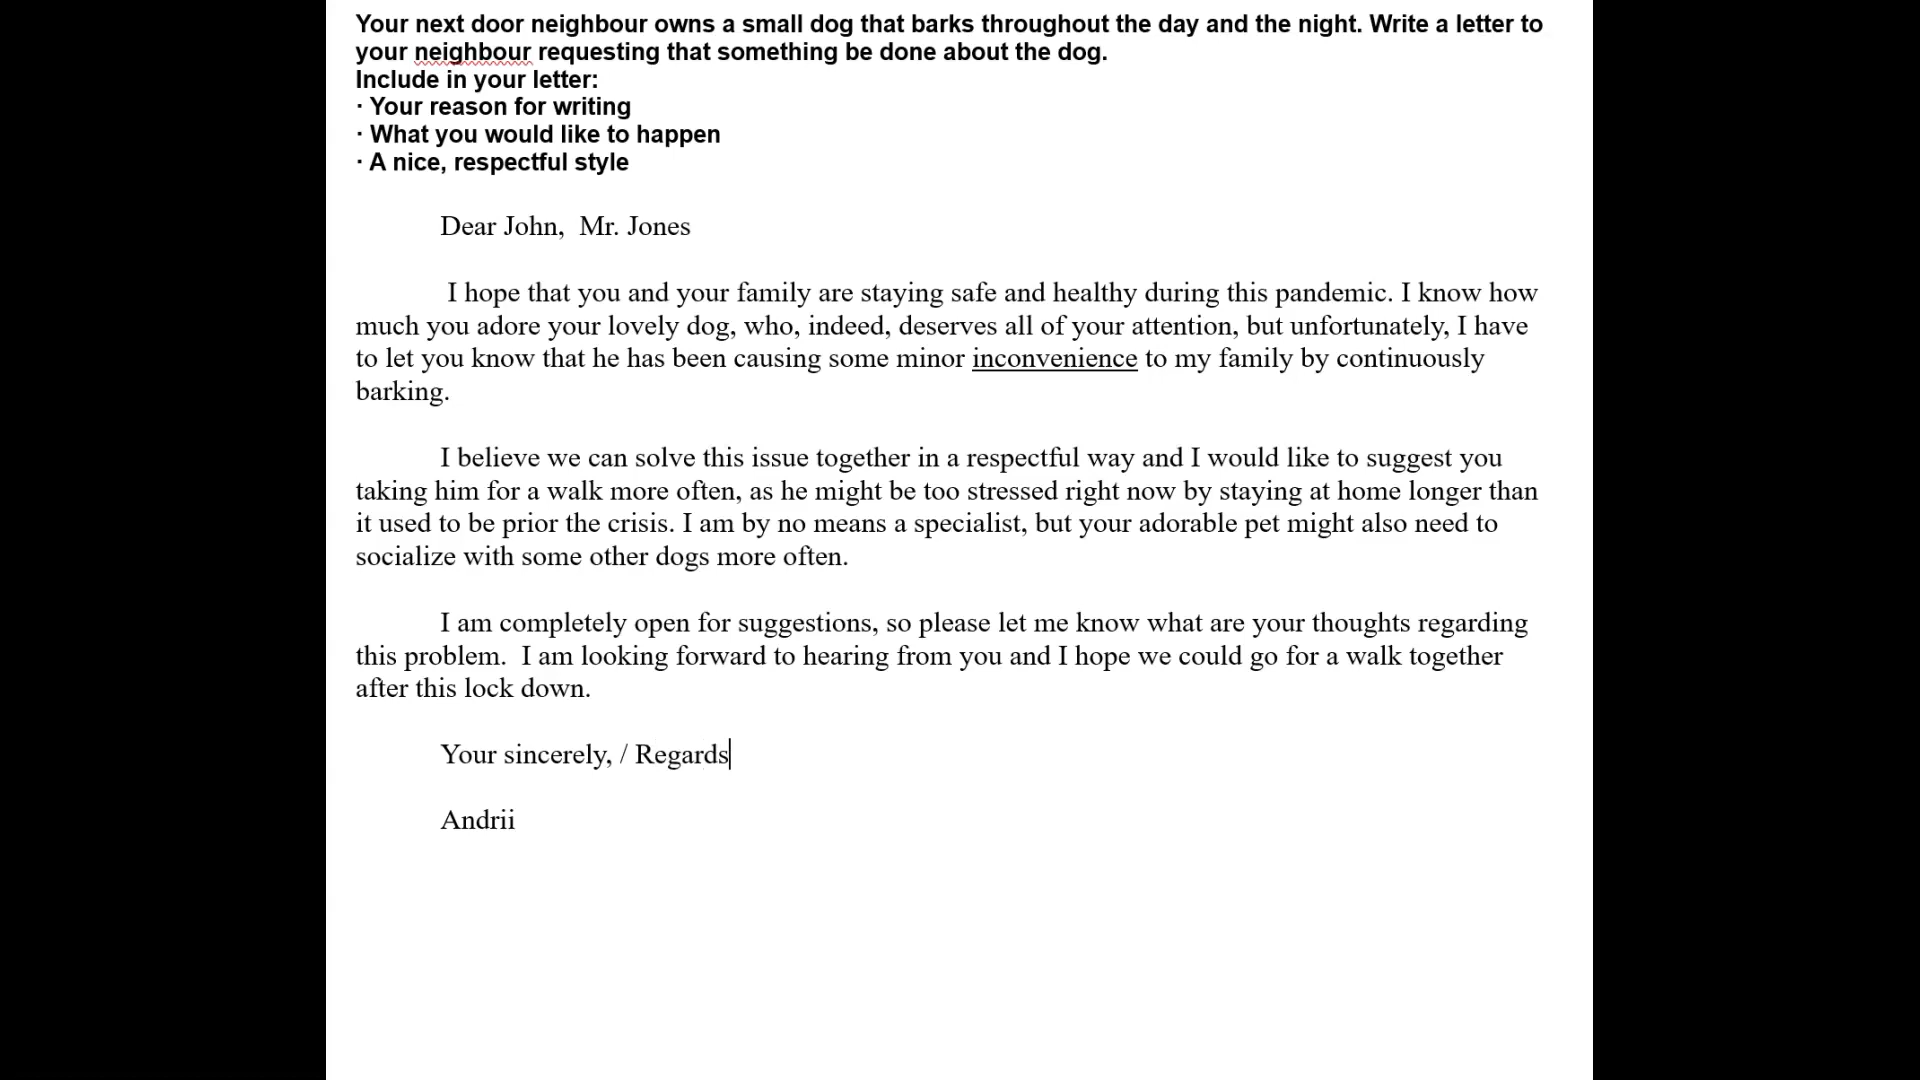 Your next door neighbour owns a small dog that barks throughout the day and the night. Write a letter to
your neighbour requesting that something be done about the dog.
Include in your letter:
· Your reason for writing
· What you would like to happen
· A nice, respectful style
Dear John,  Mr. Jones
I hope that you and your family are staying safe and healthy during this pandemic. I know how
much you adore your lovely dog, who, indeed, deserves all of your attention, but unfortunately, I have
to let you know that he has been causing some minor inconvenience to my family by continuously
barking.
I believe we can solve this issue together in a respectful way and I would like to suggest you
taking him for a walk more often, as he might be too stressed right now by staying at home longer than
it used to be prior the crisis. I am by no means a specialist, but your adorable pet might also need to
socialize with some other dogs more often.
I am completely open for suggestions, so please let me know what are your thoughts regarding
this problem.  I am looking forward to hearing from you and I hope we could go for a walk together
after this lock down.
Your sincerely, / Regards
Andrii